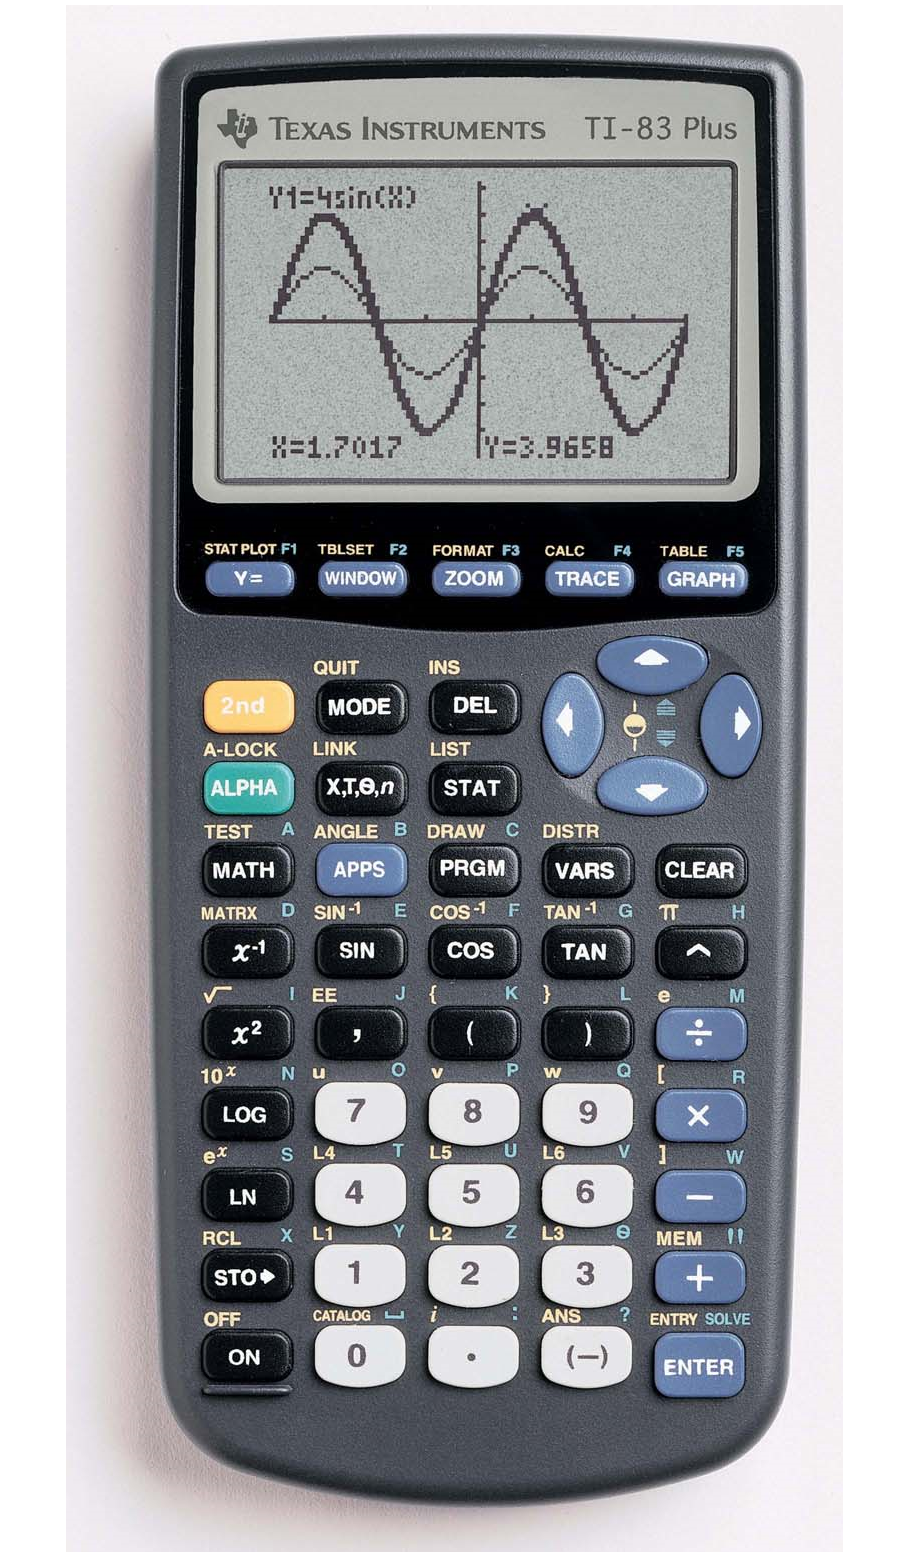 TEXAS INSTRUMENTS TI-83 Plus
Y1=4sin(X)
X=1.7017 Y=3.9658
STAT PLOT F1 TBLSET F2 FORMAT F3 CALC F4 TABLE F5
Y= WINDOW ZOOM TRACE GRAPH
QUIT INS
2nd MODE DEL
A-LOCK LINK LIST
ALPHA X,T,Θ,n STAT
TEST A ANGLE B DRAW C DISTR
MATH APPS PRGM VARS CLEAR
MATRX D SIN⁻¹ E COS⁻¹ F TAN⁻¹ G π H
x⁻¹ SIN COS TAN ^
√ I EE J { K } L e M
x² , ( ) ÷
10ˣ N u O v P w Q [ R
LOG 7 8 9 ×
eˣ S L4 T L5 U L6 V ] W
LN 4 5 6 −
RCL X L1 Y L2 Z L3 Θ MEM "
STO➧ 1 2 3 +
OFF CATALOG ⎵ i : ANS ? ENTRY SOLVE
ON 0 . (−) ENTER